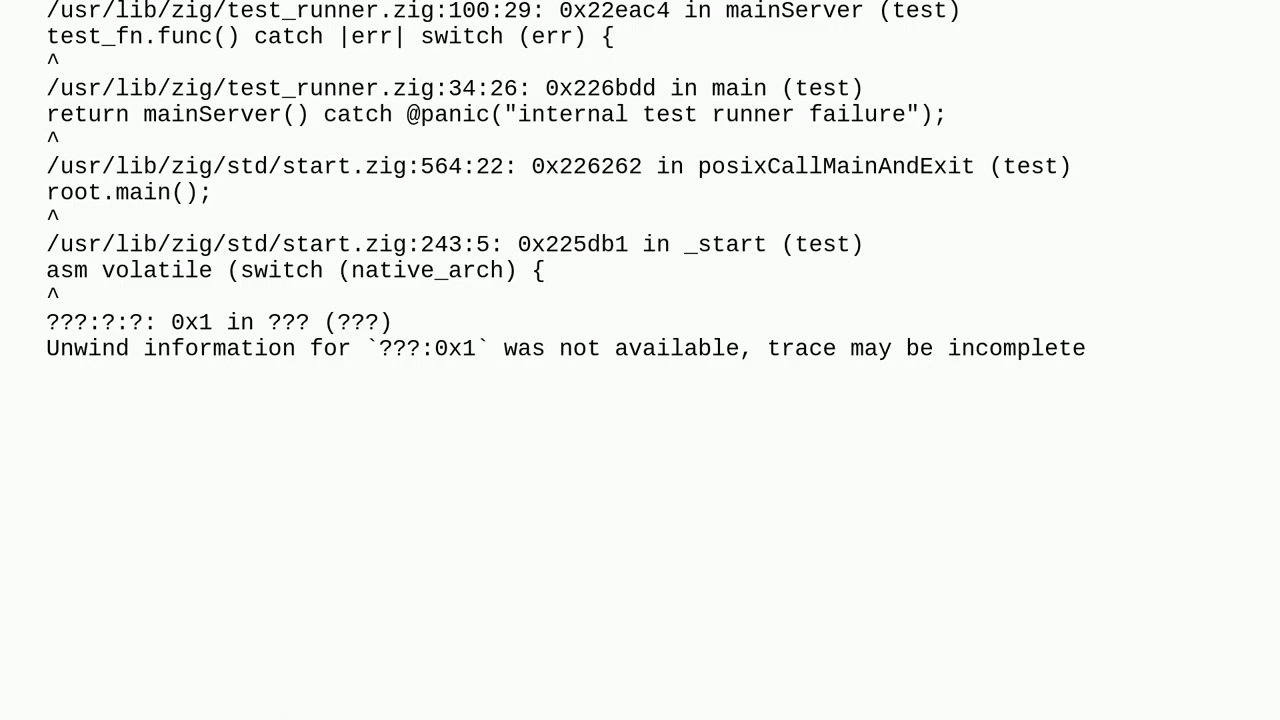 /usr/lib/zig/test_runner.zig:100:29: 0x22eac4 in mainServer (test)
test_fn.func() catch |err| switch (err) {
^
/usr/lib/zig/test_runner.zig:34:26: 0x226bdd in main (test)
return mainServer() catch @panic("internal test runner failure");
^
/usr/lib/zig/std/start.zig:564:22: 0x226262 in posixCallMainAndExit (test)
root.main();
^
/usr/lib/zig/std/start.zig:243:5: 0x225db1 in _start (test)
asm volatile (switch (native_arch) {
^
???:?:?: 0x1 in ??? (???)
Unwind information for `???:0x1` was not available, trace may be incomplete